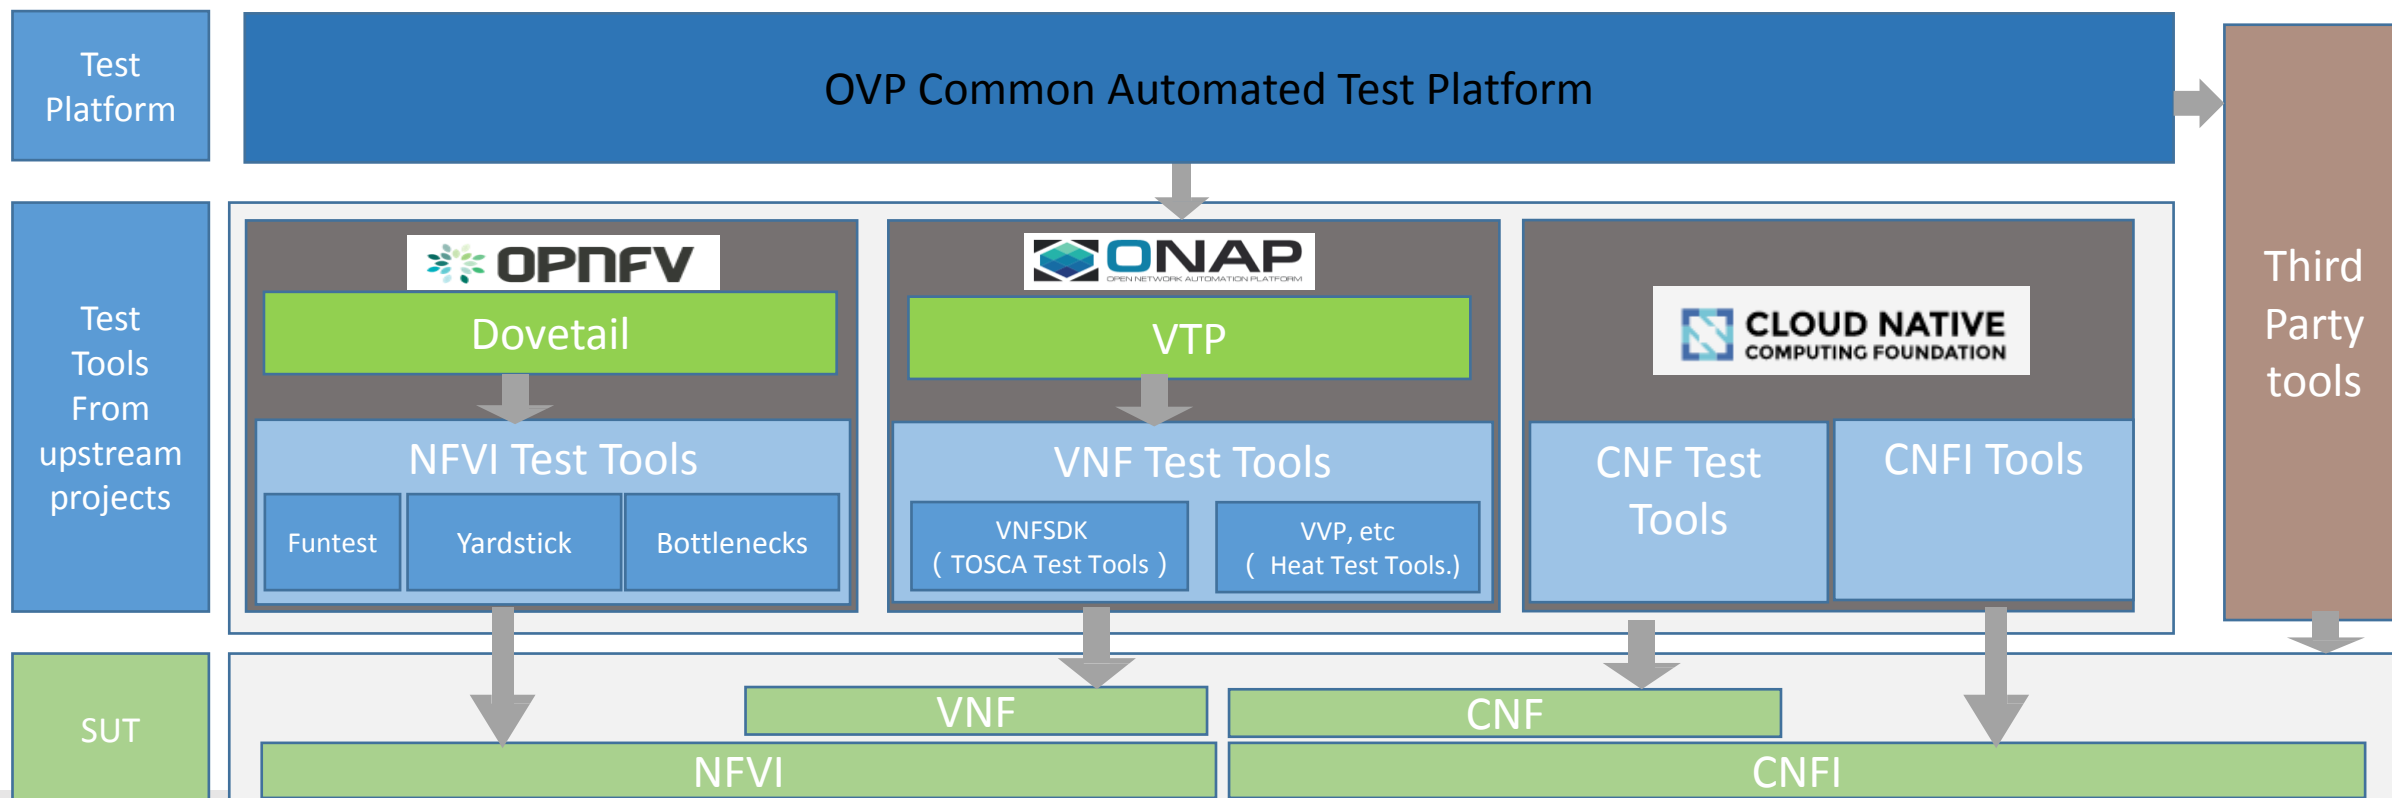 Test
Platform
OVP Common Automated Test Platform
Test
Tools
From
upstream
projects
OPNFV
Dovetail
NFVI Test Tools
Funtest
Yardstick
Bottlenecks
ONAP
OPEN NETWORK AUTOMATION PLATFORM
VTP
VNF Test Tools
VNFSDK
( TOSCA Test Tools )
VVP, etc
( Heat Test Tools.)
CLOUD NATIVE
COMPUTING FOUNDATION
CNF Test
Tools
CNFI Tools
Third
Party
tools
SUT
VNF
CNF
NFVI
CNFI